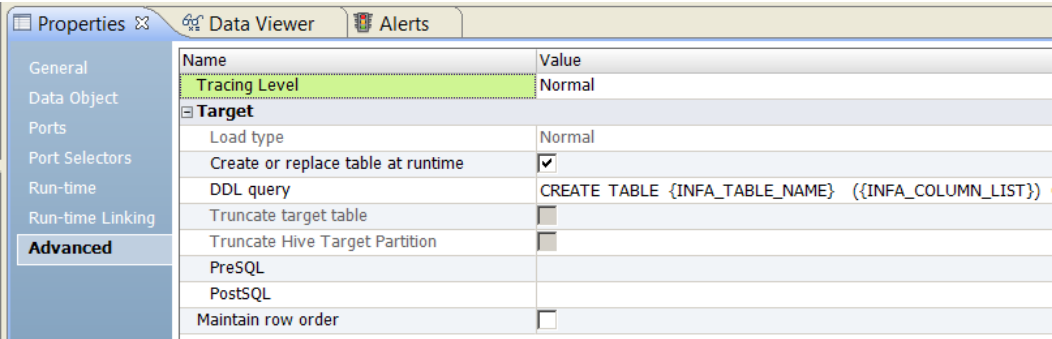 Properties Data Viewer Alerts
General
Data Object
Ports
Port Selectors
Run-time
Run-time Linking
Advanced
Name Value
Tracing Level Normal
Target
Load type Normal
Create or replace table at runtime
DDL query CREATE TABLE {INFA_TABLE_NAME} ({INFA_COLUMN_LIST})
Truncate target table
Truncate Hive Target Partition
PreSQL
PostSQL
Maintain row order